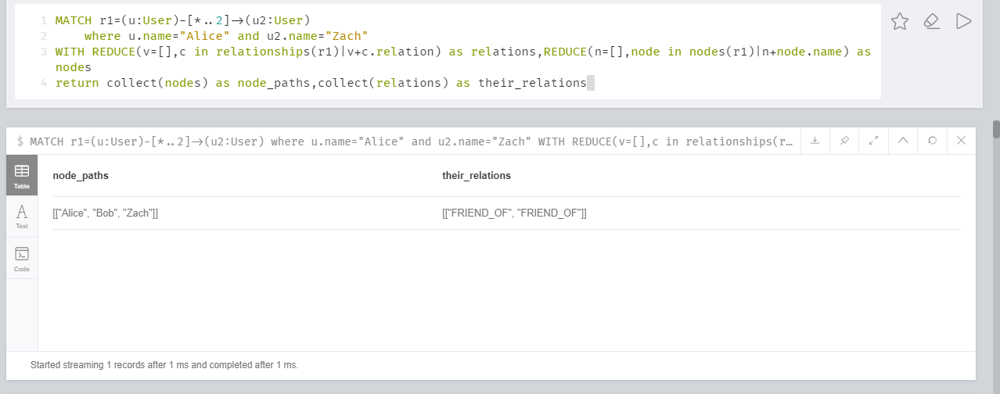 1 MATCH r1=(u:User)-[*..2]->(u2:User)
2 where u.name="Alice" and u2.name="Zach"
3 WITH REDUCE(v=[],c in relationships(r1)|v+c.relation) as relations,REDUCE(n=[],node in nodes(r1)|n+node.name) as
nodes
4 return collect(nodes) as node_paths,collect(relations) as their_relations
$ MATCH r1=(u:User)-[*..2]->(u2:User) where u.name="Alice" and u2.name="Zach" WITH REDUCE(v=[],c in relationships(r…
Table
Text
Code
node_paths their_relations
[["Alice", "Bob", "Zach"]] [["FRIEND_OF", "FRIEND_OF"]]
Started streaming 1 records after 1 ms and completed after 1 ms.